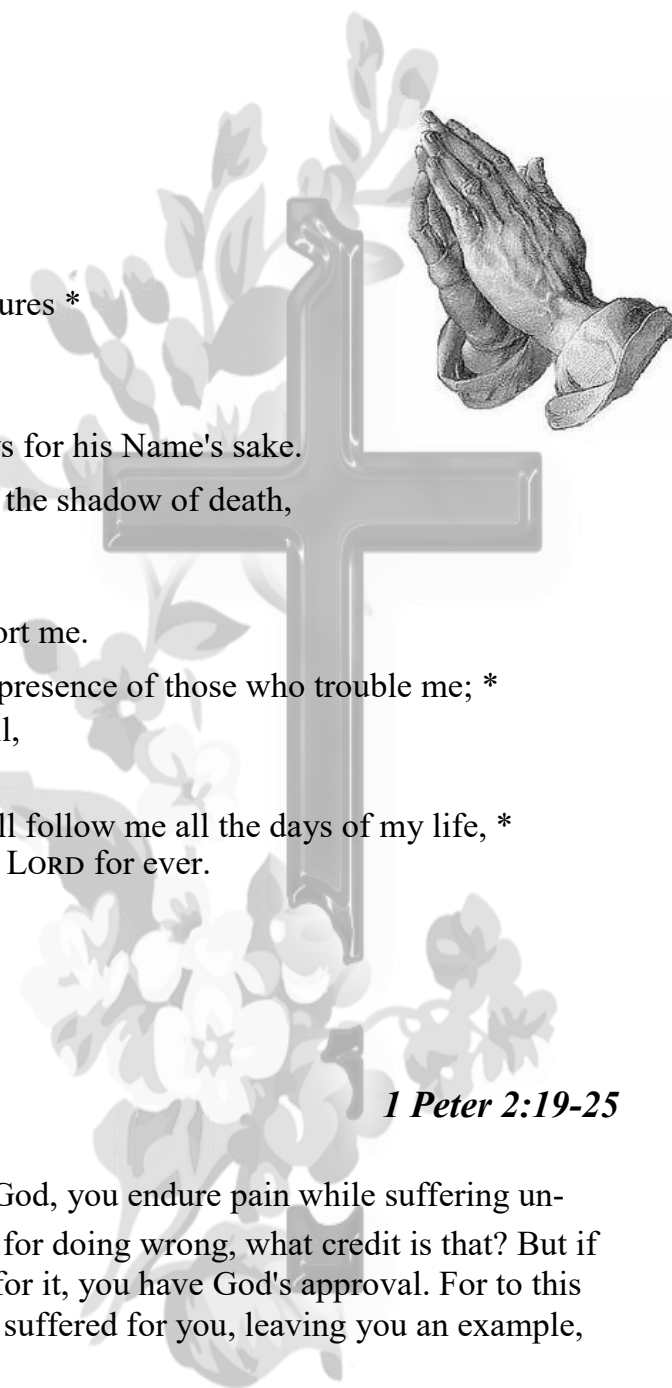 ures *
s for his Name's sake.
the shadow of death,
ort me.
presence of those who trouble me; *
l,
ll follow me all the days of my life, *
LORD for ever.
1 Peter 2:19-25
God, you endure pain while suffering un-
for doing wrong, what credit is that? But if
for it, you have God's approval. For to this
suffered for you, leaving you an example,